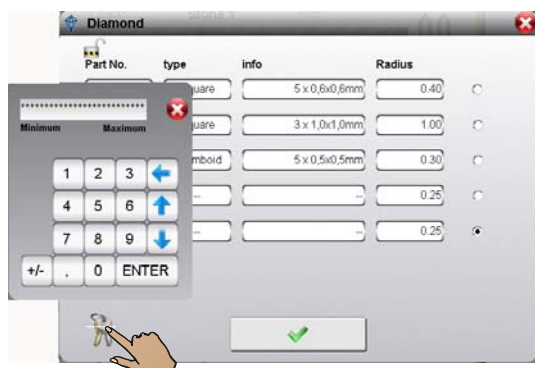 Diamond
Part No. type info Radius
quare 5 x 0,6x0,6mm 0.40
quare 3 x 1,0x1,0mm 1.00
mboid 5 x 0,5x0,5mm 0.30
-- -- 0.25
-- -- 0.25
Minimum Maximum
1 2 3
4 5 6
7 8 9
+/- . 0 ENTER